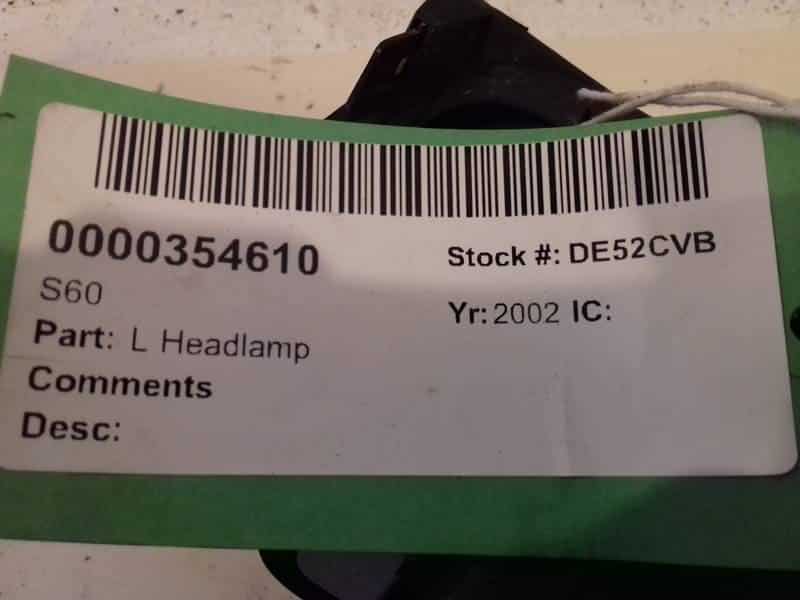 0000354610
Stock #: DE52CVB
S60
Yr: 2002 IC:
Part: L Headlamp
Comments
Desc: